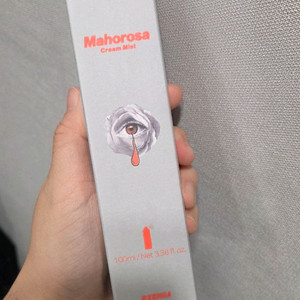 Mahorosa
Cream Mist
100ml / Net. 3.38 fl. oz.